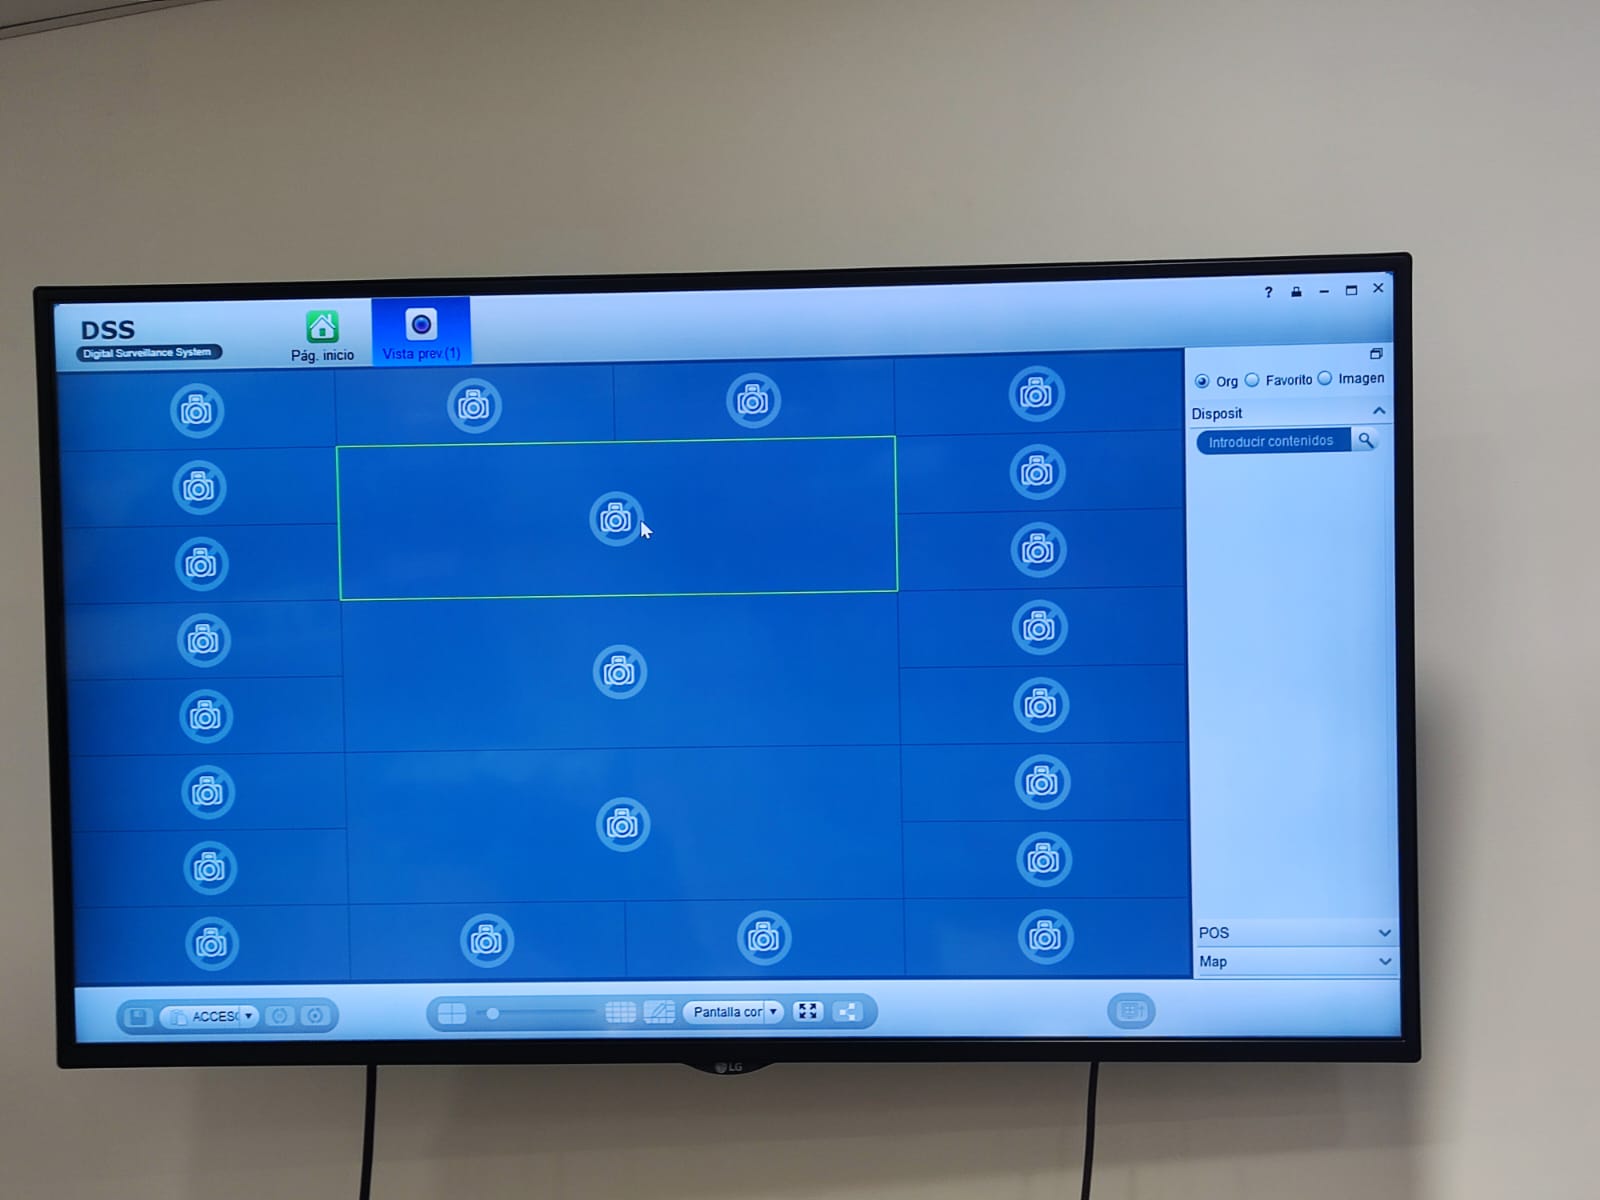 DSS
Digital Surveillance System
Pág. inicio
Vista prev.(1)
?
Org
Favorito
Imagen
Disposit
Introducir contenidos
POS
Map
ACCES
Pantalla cor
LG